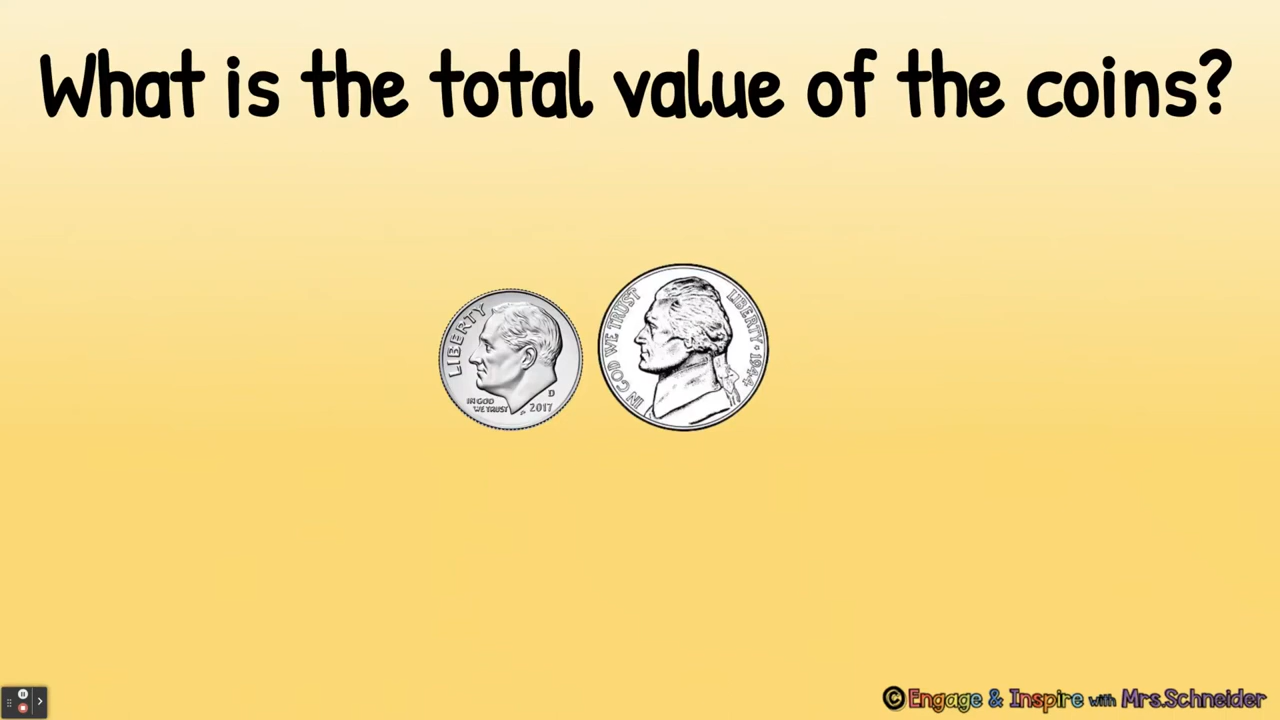 What is the total value of the coins?
LIBERTY
IN GOD
WE TRUST
D
2017
IN GOD WE TRUST
LIBERTY * 1944
© Engage & Inspire with Mrs.Schneider